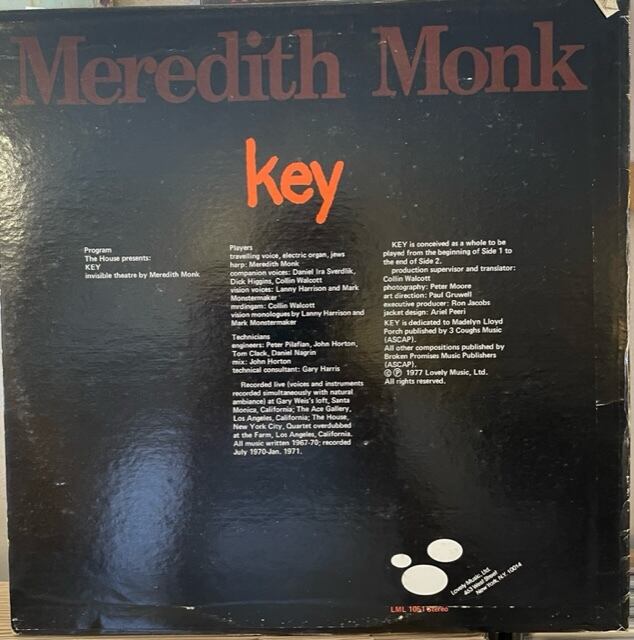 Meredith Monk
key
Program
The House presents:
KEY
invisible theatre by Meredith Monk
Players
travelling voice, electric organ, jews
harp: Meredith Monk
companion voices: Daniel Ira Sverdlik,
Dick Higgins, Collin Walcott
vision voices: Lanny Harrison and Mark
Monstermaker
mrdingam: Collin Walcott
vision monologues by Lanny Harrison and
Mark Monstermaker
Technicians
engineers: Peter Pilafian, John Horton,
Tom Clack, Daniel Nagrin
mix: John Horton
technical consultant: Gary Harris
Recorded live (voices and instruments
recorded simultaneously with natural
ambiance) at Gary Weis's loft, Santa
Monica, California; The Ace Gallery,
Los Angeles, California; The House,
New York City, Quartet overdubbed
at the Farm, Los Angeles, California.
All music written 1967-70; recorded
July 1970-Jan. 1971.
KEY is conceived as a whole to be
played from the beginning of Side 1 to
the end of Side 2.
production supervisor and translator:
Collin Walcott
photography: Peter Moore
art direction: Paul Gruwell
executive producer: Ron Jacobs
jacket design: Ariel Peeri
KEY is dedicated to Madelyn Lloyd
Porch published by 3 Coughs Music
(ASCAP).
All other compositions published by
Broken Promises Music Publishers
(ASCAP).
© ℗ 1977 Lovely Music, Ltd.
All rights reserved.
Lovely Music, Ltd.
463 West Street
New York, N.Y. 10014
LML 1051 Stereo